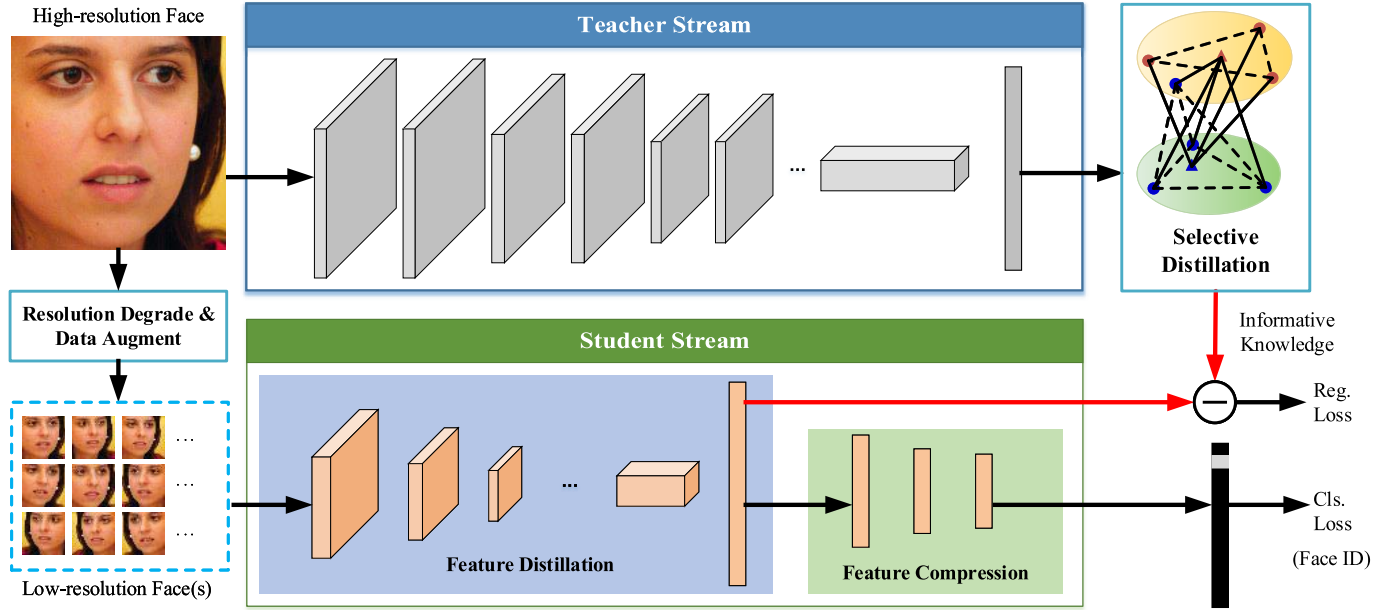 High-resolution Face
Teacher Stream
...
Selective
Distillation
Resolution Degrade &
Data Augment
Informative
Knowledge
Student Stream
Reg.
Loss
...
...
...
...
Feature Distillation
Feature Compression
Cls.
Loss
(Face ID)
Low-resolution Face(s)